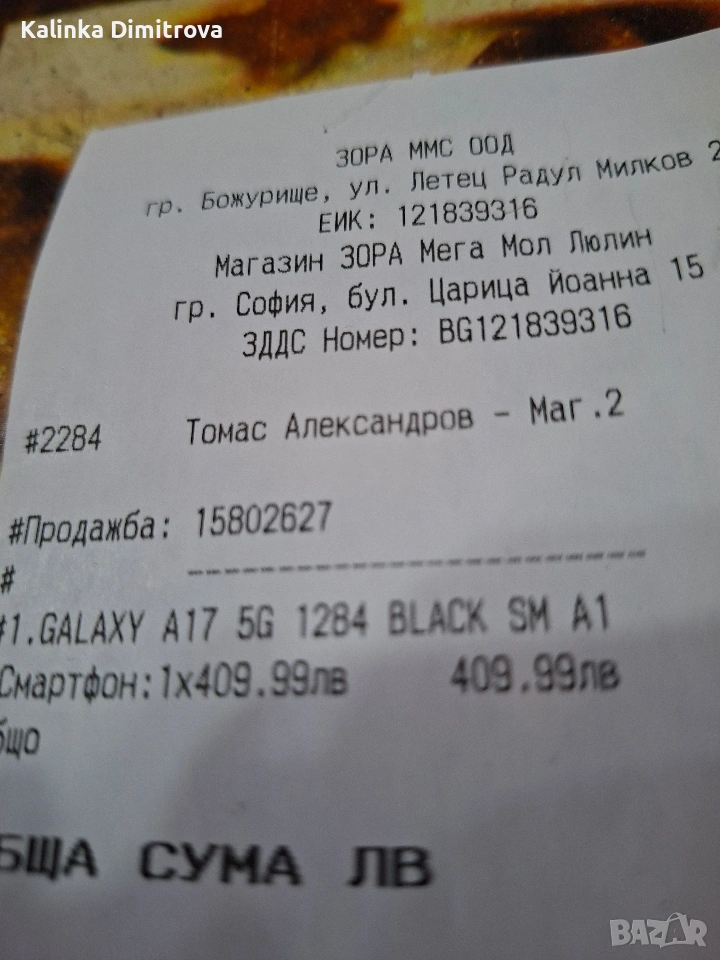 Kalinka Dimitrova
ЗОРА ММС ООД
гр. Божурище, ул. Летец Радул Милков 2
ЕИК: 121839316
Магазин ЗОРА Мега Мол Люлин
гр. София, бул. Царица Йоанна 15
ЗДДС Номер: BG121839316
#2284 Томас Александров - Маг.2
#Продажба: 15802627
# --------------------------------
#1.GALAXY A17 5G 1284 BLACK SM A1
Смартфон:1x409.99лв 409.99лв
бщо
БЩА СУМА ЛВ
BAZAR